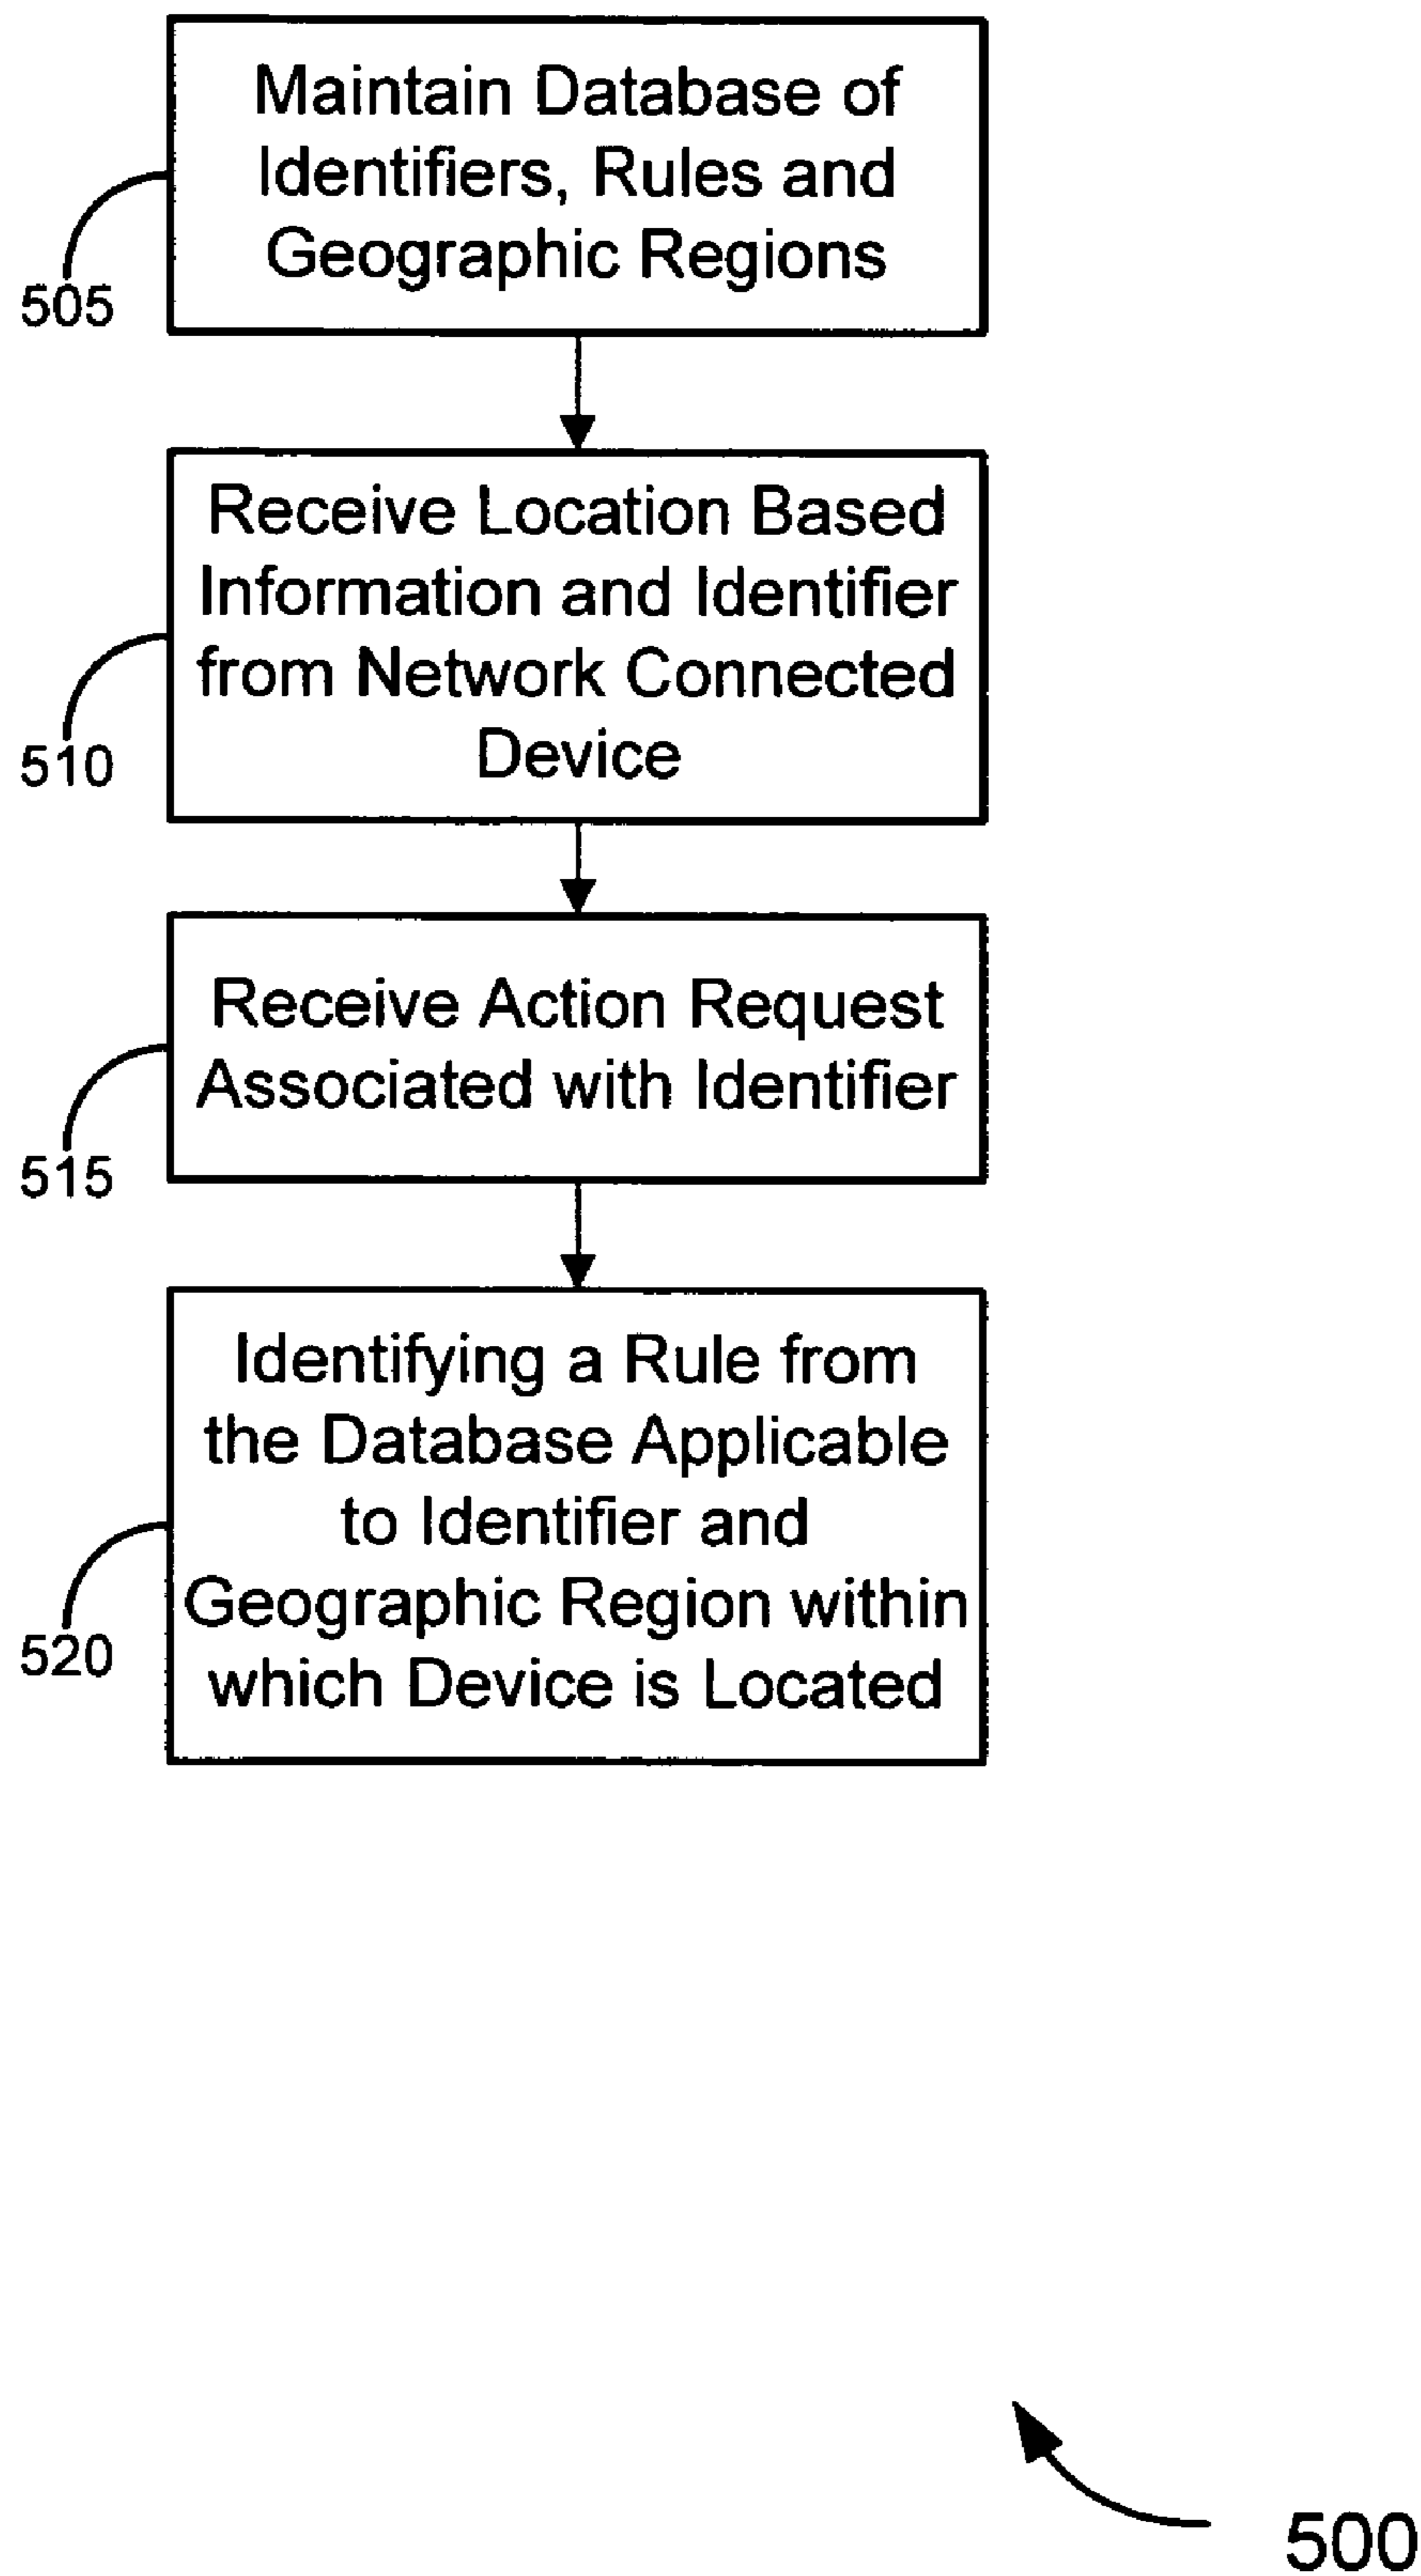 Maintain Database of
Identifiers, Rules and
Geographic Regions
505
Receive Location Based
Information and Identifier
from Network Connected
Device
510
Receive Action Request
Associated with Identifier
515
Identifying a Rule from
the Database Applicable
to Identifier and
Geographic Region within
which Device is Located
520
500